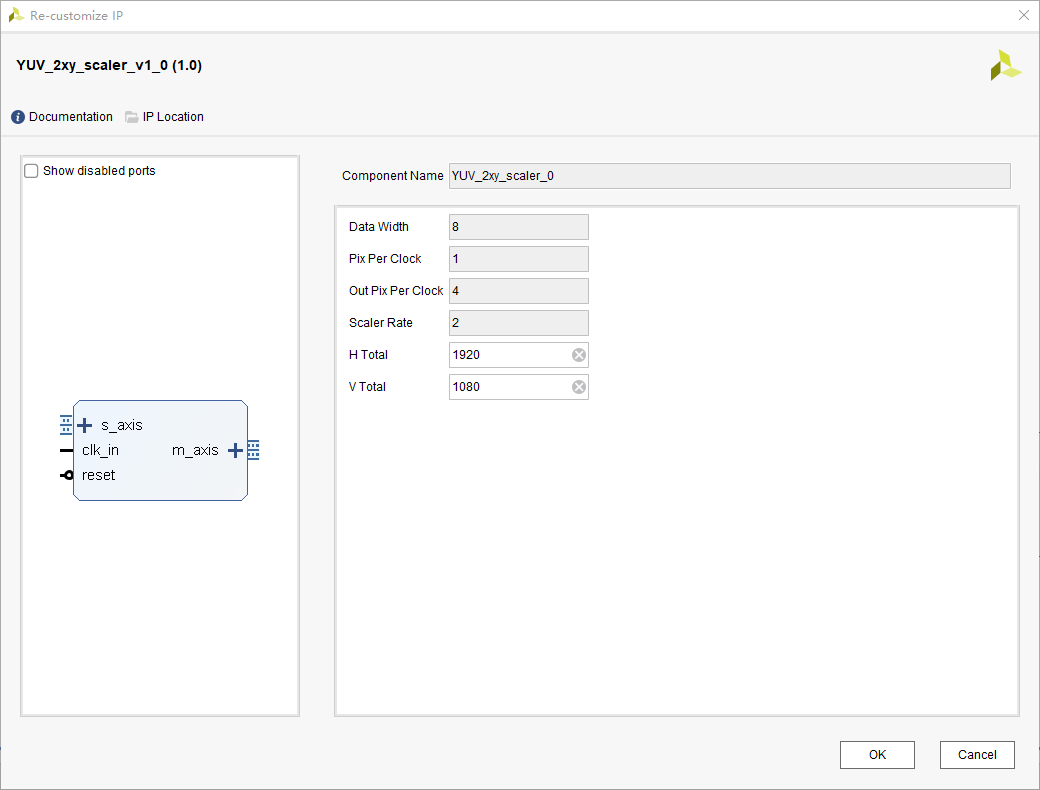 Re-customize IP
YUV_2xy_scaler_v1_0 (1.0)
i Documentation IP Location
Show disabled ports
s_axis
clk_in m_axis
reset
Component Name YUV_2xy_scaler_0
Data Width 8
Pix Per Clock 1
Out Pix Per Clock 4
Scaler Rate 2
H Total 1920
V Total 1080
OK Cancel